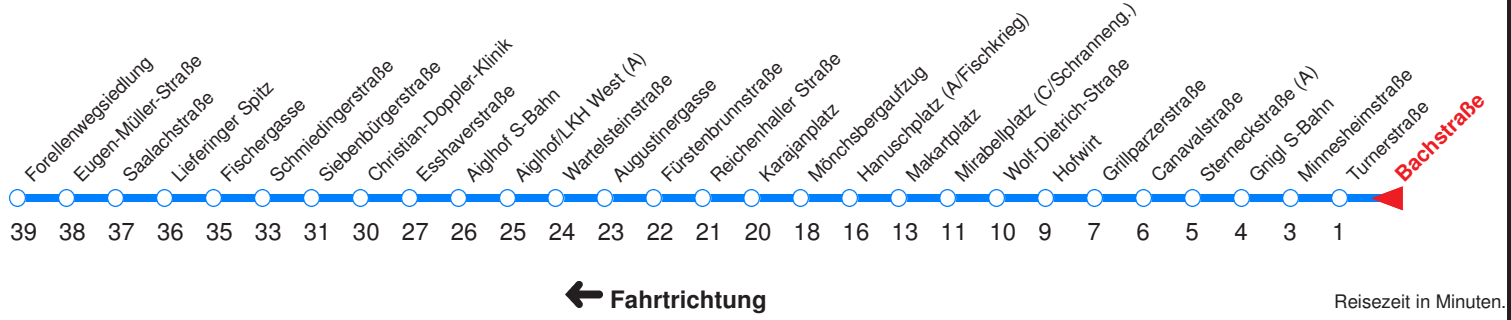 Forellenwegsiedlung
Eugen-Müller-Straße
Saalachstraße
Lieferinger Spitz
Fischergasse
Schmiedingerstraße
Siebenbürgerstraße
Christian-Doppler-Klinik
Esshaverstraße
Aiglhof S-Bahn
Aiglhof/LKH West (A)
Wartelsteinstraße
Augustinergasse
Fürstenbrunnstraße
Reichenhaller Straße
Karajanplatz
Mönchsbergaufzug
Hanuschplatz (A/Fischkrieg)
Makartplatz
Mirabellplatz (C/Schranneng.)
Wolf-Dietrich-Straße
Hofwirt
Grillparzerstraße
Canavalstraße
Sterneckstraße (A)
Gnigl S-Bahn
Minnesheimstraße
Turnerstraße
Bachstraße
39 38 37 36 35 33 31 30 27 26 25 24 23 22 21 20 18 16 13 11 10 9 7 6 5 4 3 1
Fahrtrichtung
Reisezeit in Minuten.